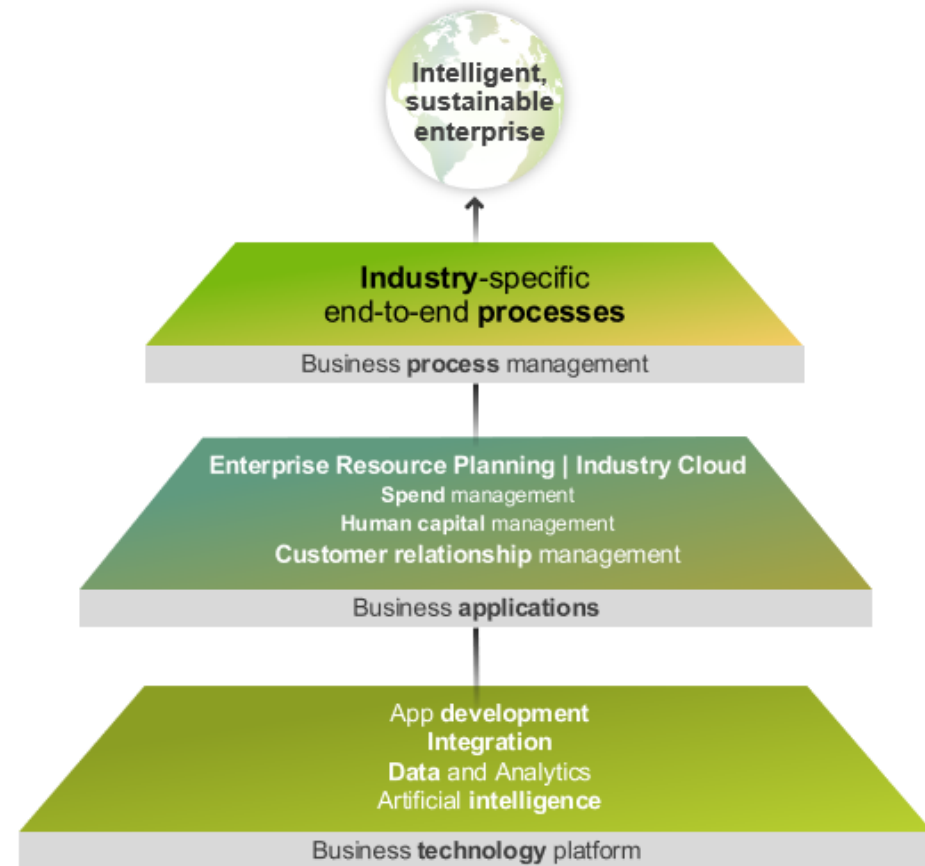 Intelligent,
sustainable
enterprise
Industry-specific
end-to-end processes
Business process management
Enterprise Resource Planning | Industry Cloud
Spend management
Human capital management
Customer relationship management
Business applications
App development
Integration
Data and Analytics
Artificial intelligence
Business technology platform